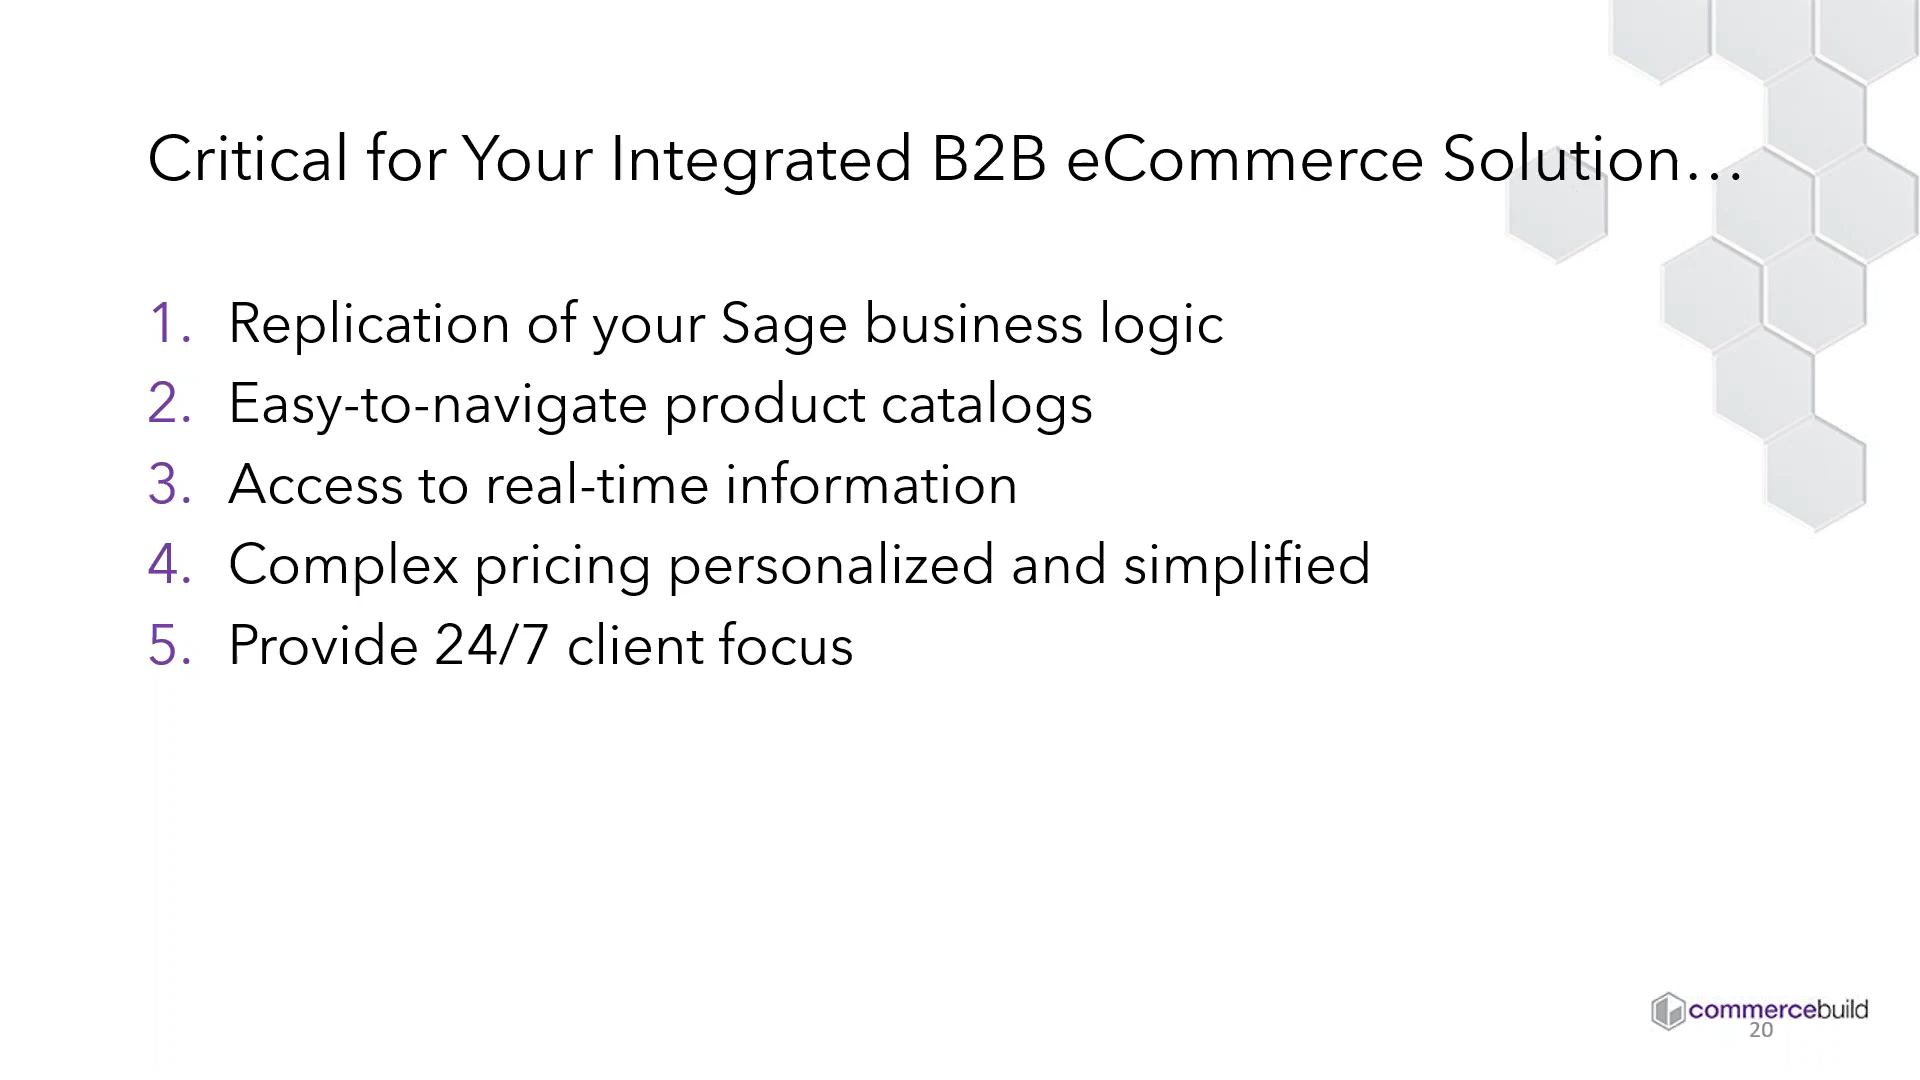 Critical for Your Integrated B2B eCommerce Solution…
1. Replication of your Sage business logic
2. Easy-to-navigate product catalogs
3. Access to real-time information
4. Complex pricing personalized and simplified
5. Provide 24/7 client focus
commercebuild
20